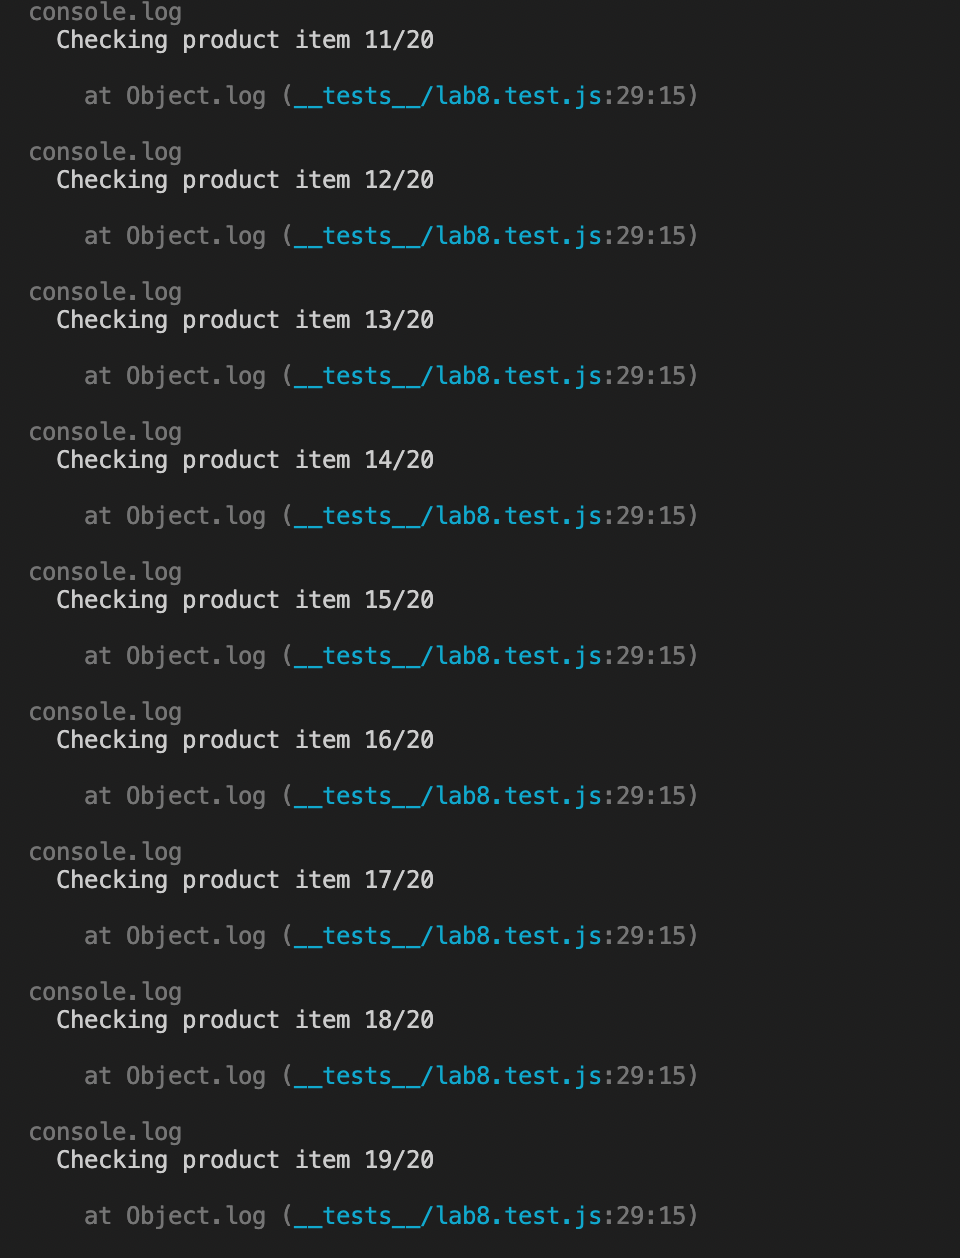 console.log
Checking product item 11/20
at Object.log (__tests__/lab8.test.js:29:15)
console.log
Checking product item 12/20
at Object.log (__tests__/lab8.test.js:29:15)
console.log
Checking product item 13/20
at Object.log (__tests__/lab8.test.js:29:15)
console.log
Checking product item 14/20
at Object.log (__tests__/lab8.test.js:29:15)
console.log
Checking product item 15/20
at Object.log (__tests__/lab8.test.js:29:15)
console.log
Checking product item 16/20
at Object.log (__tests__/lab8.test.js:29:15)
console.log
Checking product item 17/20
at Object.log (__tests__/lab8.test.js:29:15)
console.log
Checking product item 18/20
at Object.log (__tests__/lab8.test.js:29:15)
console.log
Checking product item 19/20
at Object.log (__tests__/lab8.test.js:29:15)